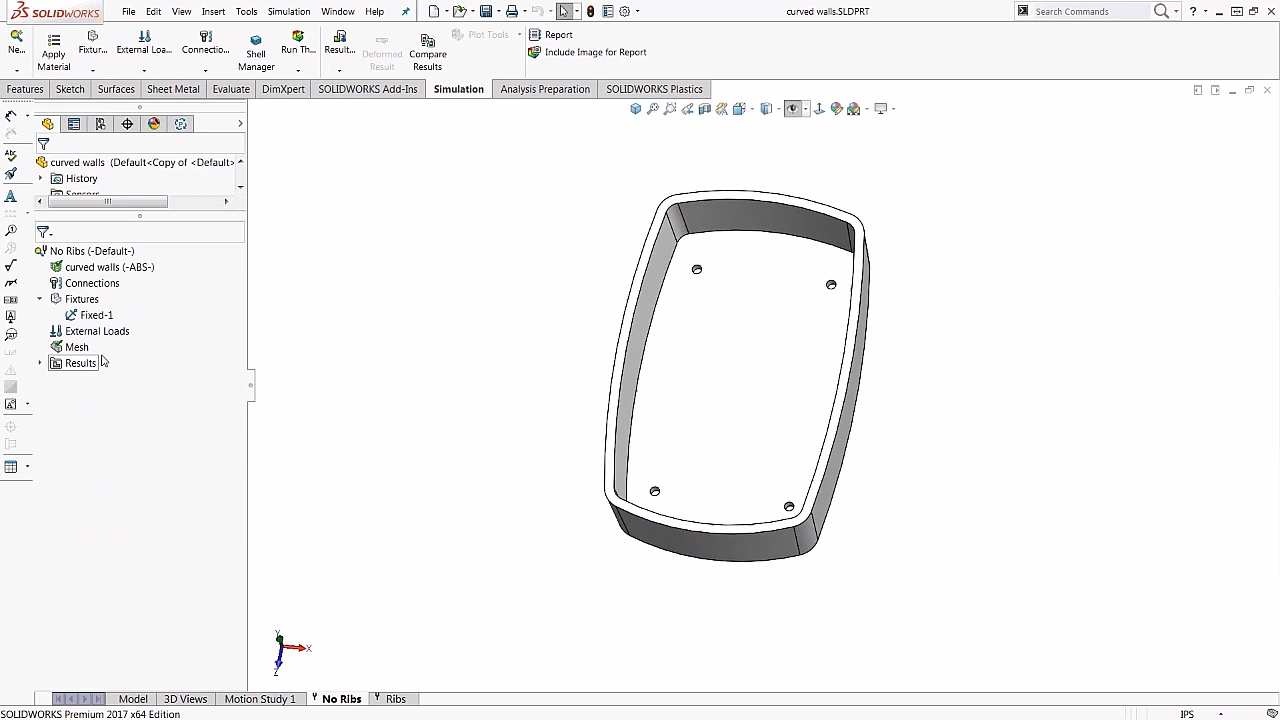 SOLIDWORKS File Edit View Insert Tools Simulation Window Help curved walls.SLDPRT Search Commands ?
Ne... Apply Material Fixtur... External Loa... Connectio... Shell Manager Run Th... Result... Deformed Result Compare Results Plot Tools Report
Include Image for Report
Features Sketch Surfaces Sheet Metal Evaluate DimXpert SOLIDWORKS Add-Ins Simulation Analysis Preparation SOLIDWORKS Plastics
curved walls (Default<Copy of <Default>
History
Sensors
No Ribs (-Default-)
curved walls (-ABS-)
Connections
Fixtures
Fixed-1
External Loads
Mesh
Results
Y
X
Z
Model 3D Views Motion Study 1 No Ribs Ribs
SOLIDWORKS Premium 2017 x64 Edition IPS